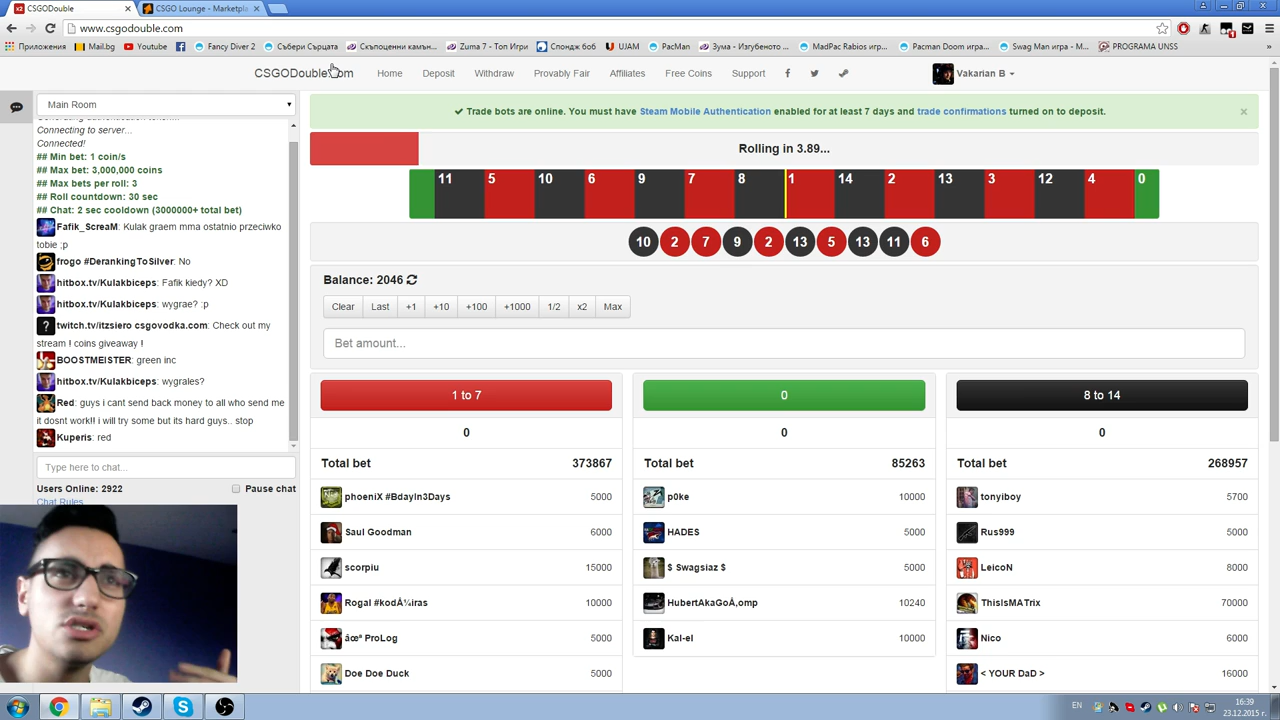 CSGODouble
CSGO Lounge - Marketpla
www.csgodouble.com
Приложения
Mail.bg
Youtube
Fancy Diver 2
Събери Сърцата
Скъпоценни камън...
Zuma 7 - Топ Игри
Спондж боб
UJAM
PacMan
Зума - Изгубеното ...
MadPac Rabios игр...
Pacman Doom игра...
Swag Man игра - М...
PROGRAMA UNSS
CSGODouble.com
Home
Deposit
Withdraw
Provably Fair
Affiliates
Free Coins
Support
Vakarian B
Main Room
Connecting to server...
Connected!
## Min bet: 1 coin/s
## Max bet: 3,000,000 coins
## Max bets per roll: 3
## Roll countdown: 30 sec
## Chat: 2 sec cooldown (3000000+ total bet)
Fafik_ScreaM: Kulak graem mma ostatnio przeciwko
tobie ;p
frogo #DerankingToSilver: No
hitbox.tv/Kulakbiceps: Fafik kiedy? XD
hitbox.tv/Kulakbiceps: wygrae? :p
twitch.tv/itzsiero csgovodka.com: Check out my
stream ! coins giveaway !
BOOSTMEISTER: green inc
hitbox.tv/Kulakbiceps: wygrales?
Red: guys i cant send back money to all who send me
it dosnt work!! i will try some but its hard guys.. stop
Kuperis: red
Type here to chat...
Users Online: 2922
Pause chat
Chat Rules
Trade bots are online. You must have Steam Mobile Authentication enabled for at least 7 days and trade confirmations turned on to deposit.
×
Rolling in 3.89...
11 5 10 6 9 7 8 1 14 2 13 3 12 4 0
10 2 7 9 2 13 5 13 11 6
Balance: 2046
Clear Last +1 +10 +100 +1000 1/2 x2 Max
Bet amount...
1 to 7
0
Total bet 373867
phoeniX #BdayIn3Days 5000
Saul Goodman 6000
scorpiu 15000
Rogal #kodÅ¼iras 10000
áœª ProLog 5000
Doe Doe Duck 5000
0
0
Total bet 85263
p0ke 10000
HADES 5000
$ Swagsiaz $ 5000
HubertAkaGoÅ‚omp 10240
Kal-el 10000
8 to 14
0
Total bet 268957
tonyiboy 5700
Rus999 5000
LeicoN 8000
ThisIsMATrix 70000
Nico 6000
< YOUR DaD > 16000
EN
16:39
23.12.2015 г.